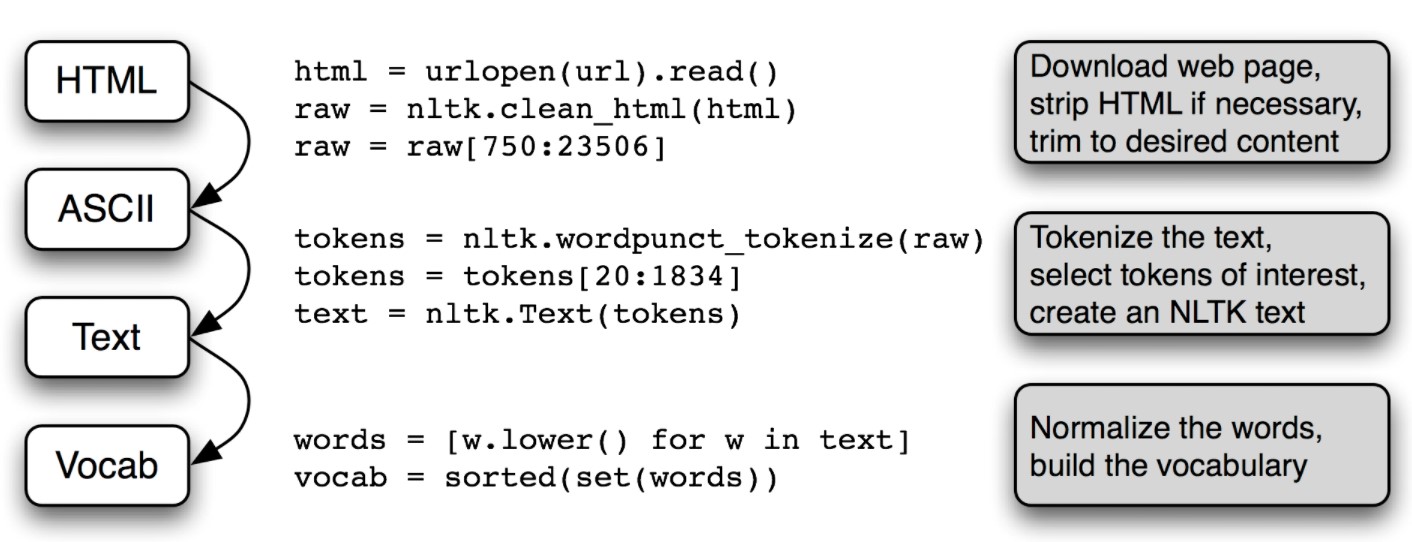 HTML
html = urlopen(url).read()
raw = nltk.clean_html(html)
raw = raw[750:23506]
Download web page,
strip HTML if necessary,
trim to desired content
ASCII
tokens = nltk.wordpunct_tokenize(raw)
tokens = tokens[20:1834]
text = nltk.Text(tokens)
Tokenize the text,
select tokens of interest,
create an NLTK text
Text
words = [w.lower() for w in text]
vocab = sorted(set(words))
Normalize the words,
build the vocabulary
Vocab